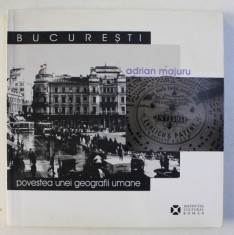 BUCUREȘTI
adrian majuru
povestea unei geografii umane
INSTITUTUL
CULTURAL
ROMÂN